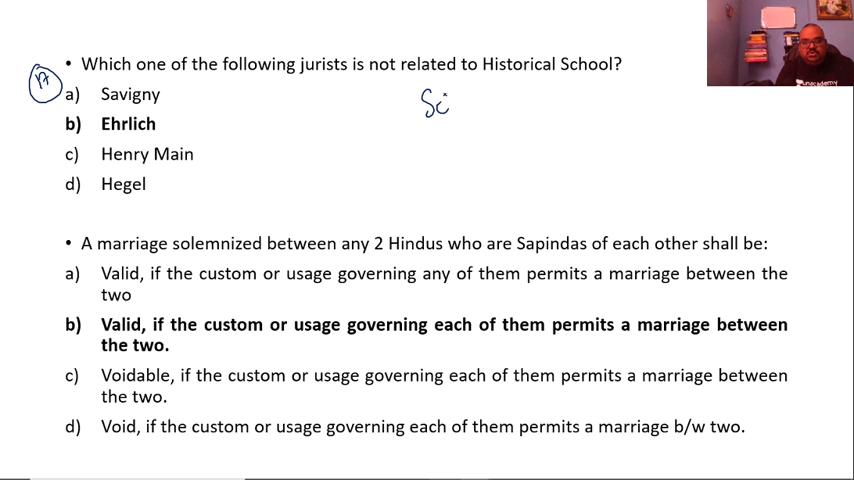 • Which one of the following jurists is not related to Historical School?
17
a) Savigny
Sc
b) Ehrlich
c) Henry Main
d) Hegel
• A marriage solemnized between any 2 Hindus who are Sapindas of each other shall be:
a) Valid, if the custom or usage governing any of them permits a marriage between the
two
b) Valid, if the custom or usage governing each of them permits a marriage between
the two.
c) Voidable, if the custom or usage governing each of them permits a marriage between
the two.
d) Void, if the custom or usage governing each of them permits a marriage b/w two.
unacademy